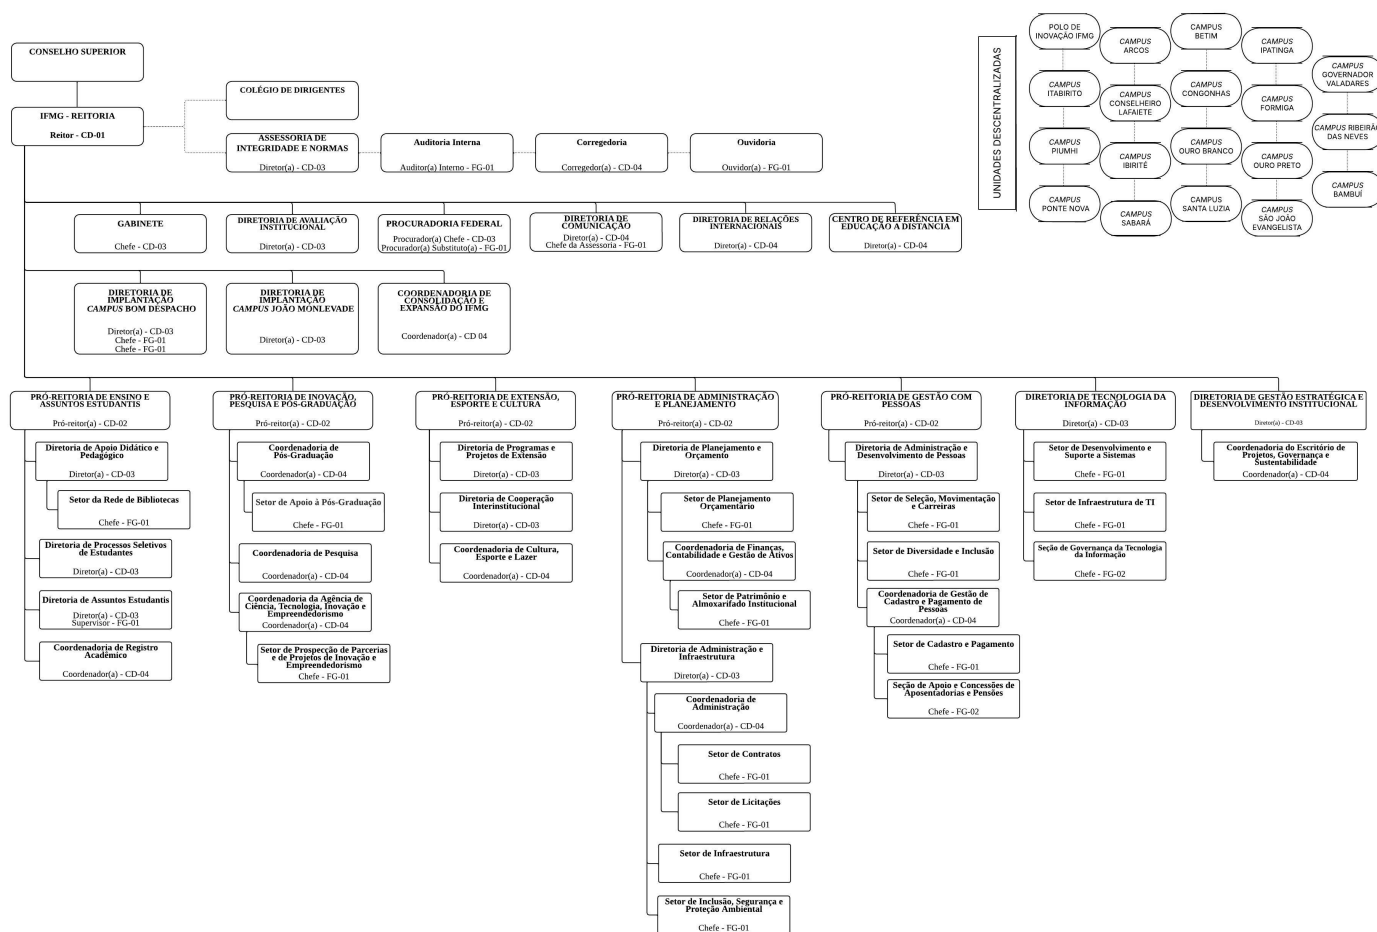 CONSELHO SUPERIOR
IFMG - REITORIA
Reitor - CD-01
COLÉGIO DE DIRIGENTES
ASSESSORIA DE
INTEGRIDADE E NORMAS
Diretor(a) - CD-03
Auditoria Interna
Auditor(a) Interno - FG-01
Corregedoria
Corregedor(a) - CD-04
Ouvidoria
Ouvidor(a) - FG-01
UNIDADES DESCENTRALIZADAS
POLO DE
INOVAÇÃO IFMG
CAMPUS
ITABIRITO
CAMPUS
PIUMHI
CAMPUS
PONTE NOVA
CAMPUS
ARCOS
CAMPUS
CONSELHEIRO
LAFAIETE
CAMPUS
IBIRITÉ
CAMPUS
SABARÁ
CAMPUS
BETIM
CAMPUS
CONGONHAS
CAMPUS
OURO BRANCO
CAMPUS
SANTA LUZIA
CAMPUS
IPATINGA
CAMPUS
FORMIGA
CAMPUS
OURO PRETO
CAMPUS
SÃO JOÃO
EVANGELISTA
CAMPUS
GOVERNADOR
VALADARES
CAMPUS RIBEIRÃO
DAS NEVES
CAMPUS
BAMBUÍ
GABINETE
Chefe - CD-03
DIRETORIA DE AVALIAÇÃO
INSTITUCIONAL
Diretor(a) - CD-03
PROCURADORIA FEDERAL
Procurador(a) Chefe - CD-03
Procurador(a) Substituto(a) - FG-01
DIRETORIA DE
COMUNICAÇÃO
Diretor(a) - CD-04
Chefe da Assessoria - FG-01
DIRETORIA DE RELAÇÕES
INTERNACIONAIS
Diretor(a) - CD-04
CENTRO DE REFERÊNCIA EM
EDUCAÇÃO A DISTANCIA
Diretor(a) - CD-04
DIRETORIA DE
IMPLANTAÇÃO
CAMPUS BOM DESPACHO
Diretor(a) - CD-03
Chefe - FG-01
Chefe - FG-01
DIRETORIA DE
IMPLANTAÇÃO
CAMPUS JOÃO MONLEVADE
Diretor(a) - CD-03
COORDENADORIA DE
CONSOLIDAÇÃO E
EXPANSÃO DO IFMG
Coordenador(a) - CD 04
PRÓ-REITORIA DE ENSINO E
ASSUNTOS ESTUDANTIS
Pró-reitor(a) - CD-02
Diretoria de Apoio Didático e
Pedagógico
Diretor(a) - CD-03
Setor da Rede de Bibliotecas
Chefe - FG-01
Diretoria de Processos Seletivos
de Estudantes
Diretor(a) - CD-03
Diretoria de Assuntos Estudantis
Diretor(a) - CD-03
Supervisor - FG-01
Coordenadoria de Registro
Acadêmico
Coordenador(a) - CD-04
PRÓ-REITORIA DE INOVAÇÃO,
PESQUISA E PÓS-GRADUAÇÃO
Pró-reitor(a) - CD-02
Coordenadoria de
Pós-Graduação
Coordenador(a) - CD-04
Setor de Apoio à Pós-Graduação
Chefe - FG-01
Coordenadoria de Pesquisa
Coordenador(a) - CD-04
Coordenadoria da Agência de
Ciência, Tecnologia, Inovação e
Empreendedorismo
Coordenador(a) - CD-04
Setor de Prospecção de Parcerias
e de Projetos de Inovação e
Empreendedorismo
Chefe - FG-01
PRÓ-REITORIA DE EXTENSÃO,
ESPORTE E CULTURA
Pró-reitor(a) - CD-02
Diretoria de Programas e
Projetos de Extensão
Diretor(a) - CD-03
Diretoria de Cooperação
Interinstitucional
Diretor(a) - CD-03
Coordenadoria de Cultura,
Esporte e Lazer
Coordenador(a) - CD-04
PRÓ-REITORIA DE ADMINISTRAÇÃO
E PLANEJAMENTO
Pró-reitor(a) - CD-02
Diretoria de Planejamento e
Orçamento
Diretor(a) - CD-03
Setor de Planejamento
Orçamentário
Chefe - FG-01
Coordenadoria de Finanças,
Contabilidade e Gestão de Ativos
Coordenador(a) - CD-04
Setor de Patrimônio e
Almoxarifado Institucional
Chefe - FG-01
Diretoria de Administração e
Infraestrutura
Diretor(a) - CD-03
Coordenadoria de
Administração
Coordenador(a) - CD-04
Setor de Contratos
Chefe - FG-01
Setor de Licitações
Chefe - FG-01
Setor de Infraestrutura
Chefe - FG-01
Setor de Inclusão, Segurança e
Proteção Ambiental
Chefe - FG-01
PRÓ-REITORIA DE GESTÃO COM
PESSOAS
Pró-reitor(a) - CD-02
Diretoria de Administração e
Desenvolvimento de Pessoas
Diretor(a) - CD-03
Setor de Seleção, Movimentação
e Carreiras
Chefe - FG-01
Setor de Diversidade e Inclusão
Chefe - FG-01
Coordenadoria de Gestão de
Cadastro e Pagamento de
Pessoas
Coordenador(a) - CD-04
Setor de Cadastro e Pagamento
Chefe - FG-01
Seção de Apoio e Concessões de
Aposentadorias e Pensões
Chefe - FG-02
DIRETORIA DE TECNOLOGIA DA
INFORMAÇÃO
Diretor(a) - CD-03
Setor de Desenvolvimento e
Suporte a Sistemas
Chefe - FG-01
Setor de Infraestrutura de TI
Chefe - FG-01
Seção de Governança da Tecnologia
da Informação
Chefe - FG-02
DIRETORIA DE GESTÃO ESTRATÉGICA E
DESENVOLVIMENTO INSTITUCIONAL
Diretor(a) - CD-03
Coordenadoria do Escritório de
Projetos, Governança e
Sustentabilidade
Coordenador(a) - CD-04